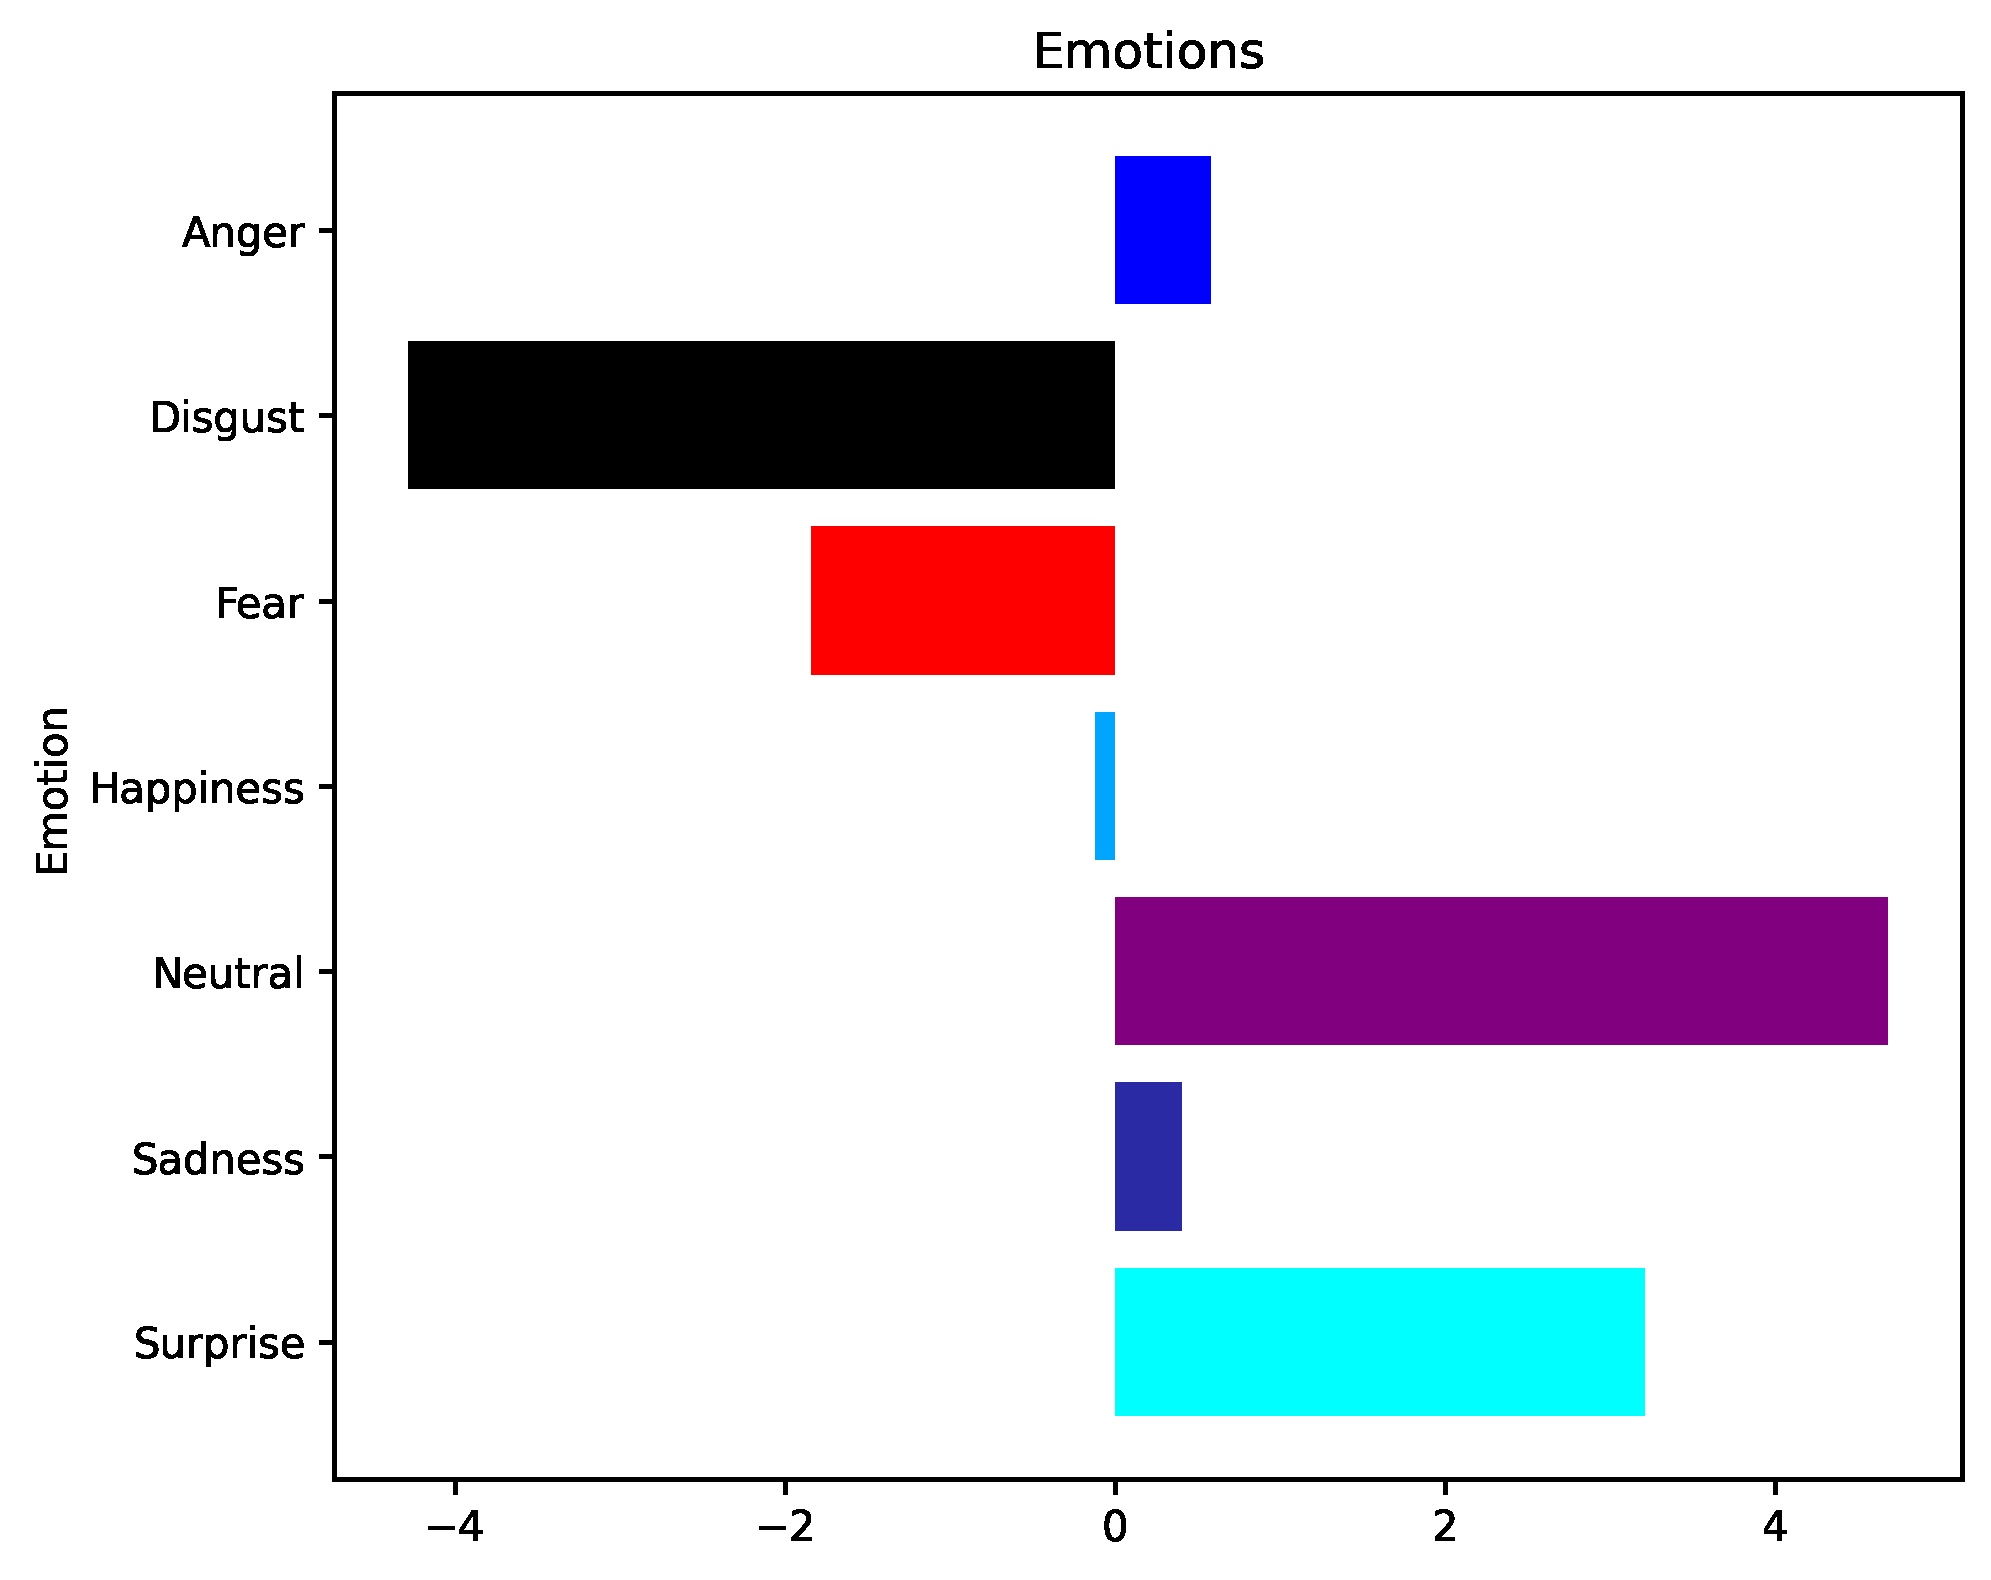 Emotions
Anger
Disgust
Fear
Happiness
Neutral
Sadness
Surprise
Emotion
−4
−2
0
2
4